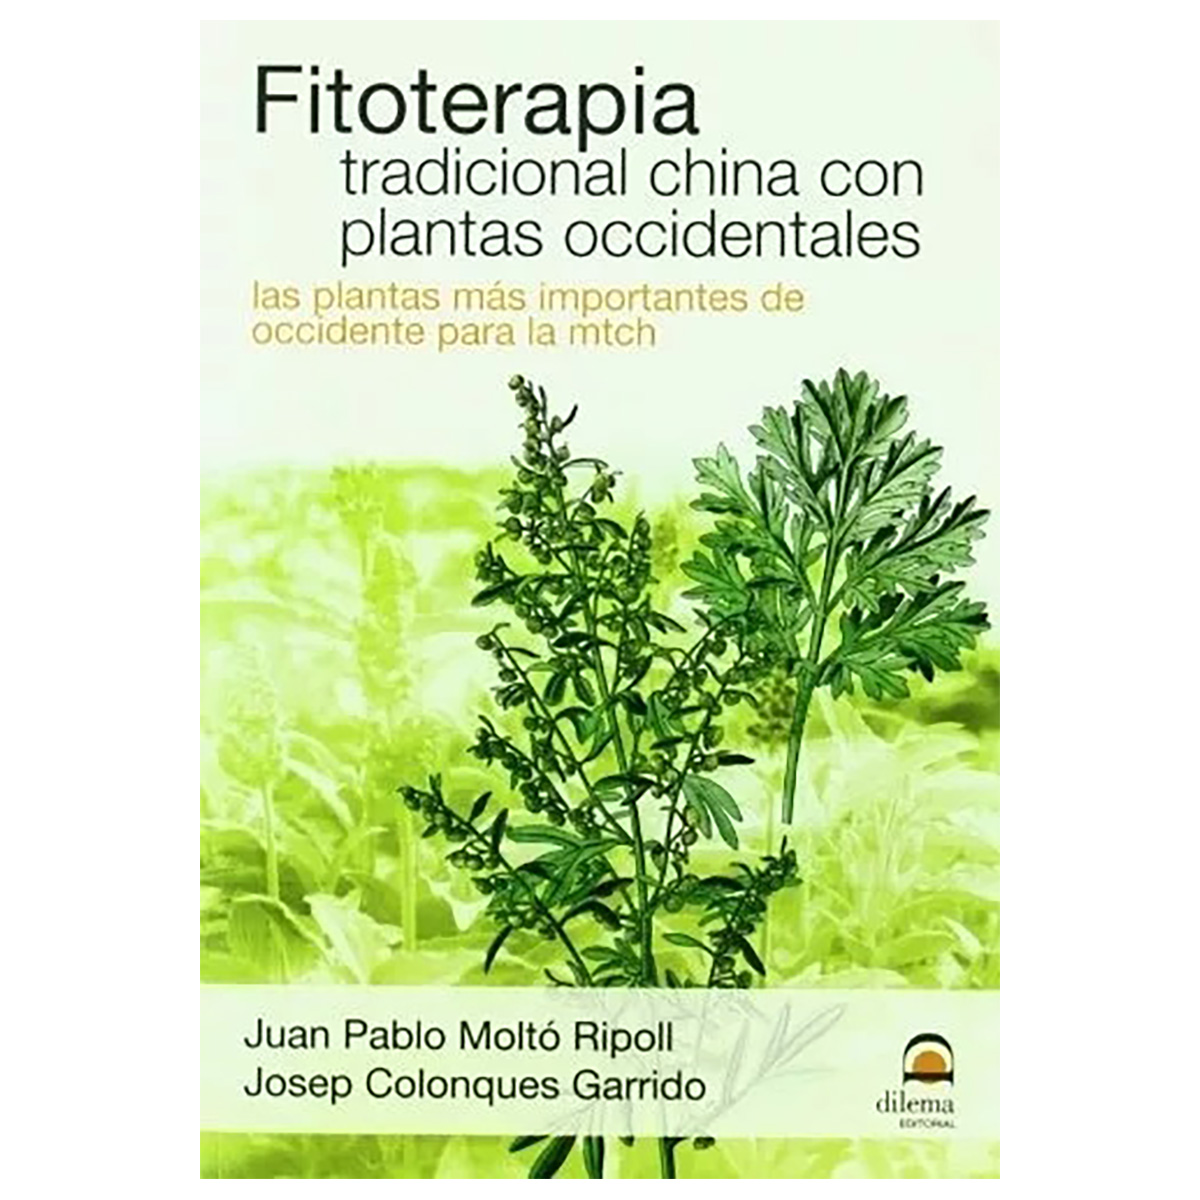 Fitoterapia
tradicional china con
plantas occidentales
las plantas más importantes de
occidente para la mtch
Juan Pablo Moltó Ripoll
Josep Colonques Garrido
dilema
EDITORIAL